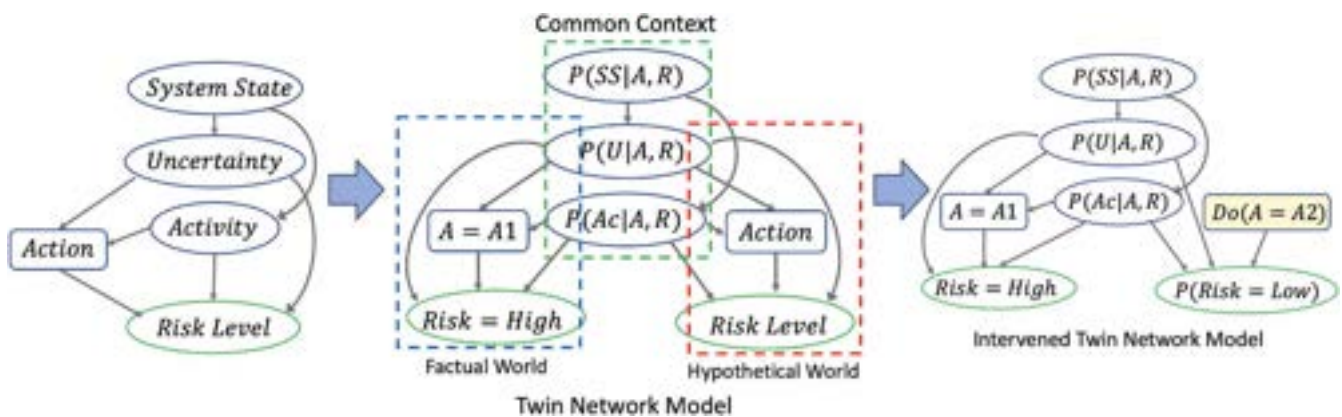 System State
Uncertainty
Activity
Action
Risk Level
Common Context
P(SS|A, R)
P(U|A, R)
P(Ac|A, R)
A = A1
Action
Risk = High
Risk Level
Factual World
Hypothetical World
Twin Network Model
P(SS|A, R)
P(U|A, R)
P(Ac|A, R)
A = A1
Do(A = A2)
Risk = High
P(Risk = Low)
Intervened Twin Network Model